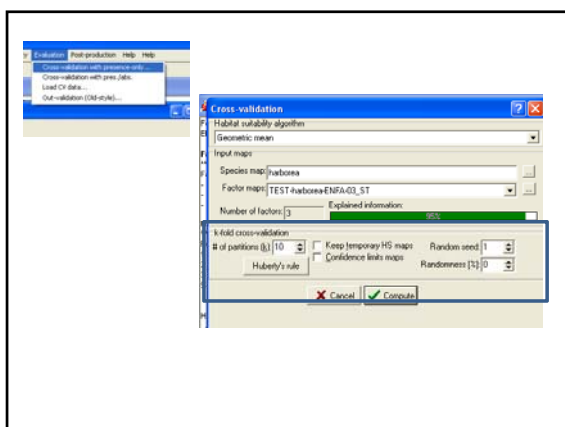 Evaluation Post-production Help Help
Cross-validation with presence-only...
Cross-validation with pres./abs.
Load CV data...
Out-validation (Old-style)...
Cross-validation
Habitat suitability algorithm
Geometric mean
Input maps
Species map: harborea
...
Factor maps: TEST-harborea-ENFA-03_ST
...
Number of factors: 3
Explained information:
k-fold cross-validation
# of partitions (k): 10
Keep temporary HS maps
Random seed: 1
Confidence limits maps
Huberty's rule
Randomness [%]: 0
Cancel
Compute